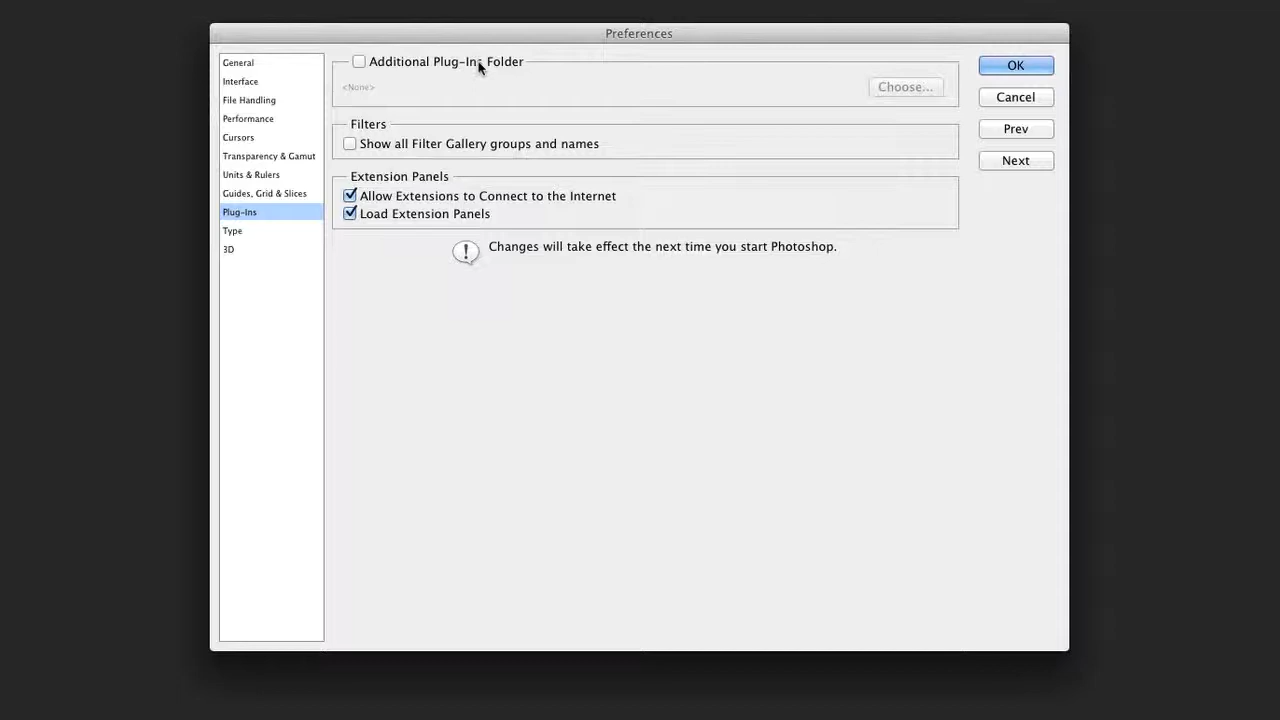 Preferences
General
Interface
File Handling
Performance
Cursors
Transparency & Gamut
Units & Rulers
Guides, Grid & Slices
Plug-Ins
Type
3D
Additional Plug-Ins Folder
<None>
Choose...
Filters
Show all Filter Gallery groups and names
Extension Panels
Allow Extensions to Connect to the Internet
Load Extension Panels
! Changes will take effect the next time you start Photoshop.
OK
Cancel
Prev
Next